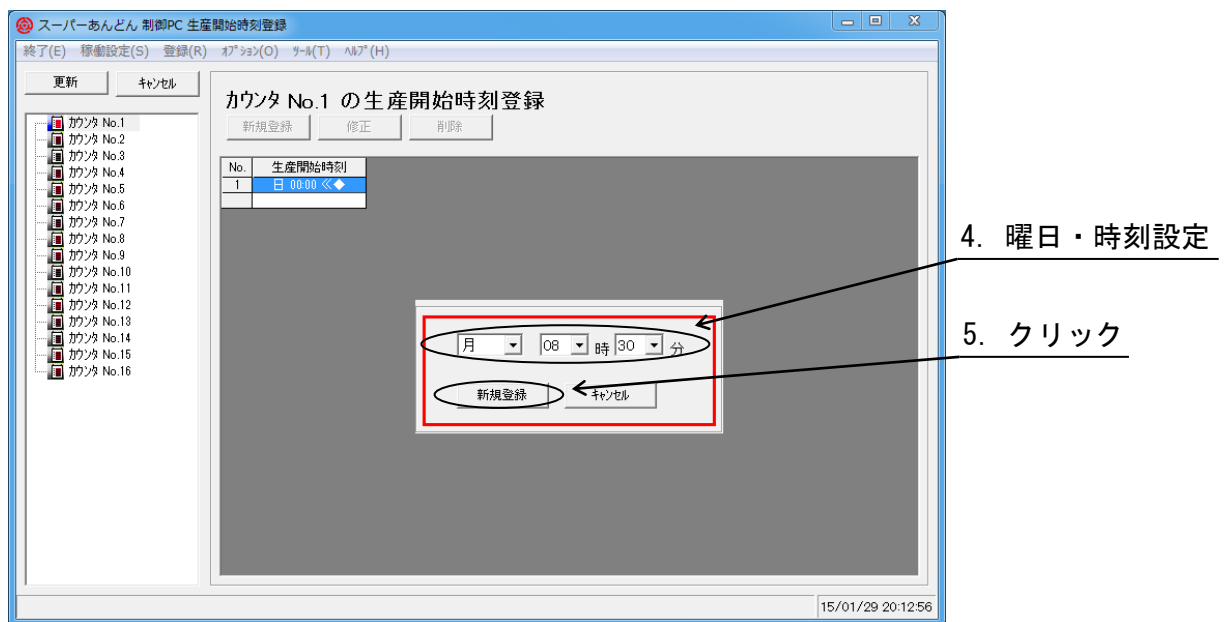 スーパーあんどん 制御PC 生産開始時刻登録
終了(E) 稼働設定(S) 登録(R) ｵﾌﾟｼｮﾝ(O) ﾂｰﾙ(T) ﾍﾙﾌﾟ(H)
更新 ｷｬﾝｾﾙ
カウンタ No.1 の生産開始時刻登録
新規登録 修正 削除
ｶｳﾝﾀ No.1
ｶｳﾝﾀ No.2
ｶｳﾝﾀ No.3
ｶｳﾝﾀ No.4
ｶｳﾝﾀ No.5
ｶｳﾝﾀ No.6
ｶｳﾝﾀ No.7
ｶｳﾝﾀ No.8
ｶｳﾝﾀ No.9
ｶｳﾝﾀ No.10
ｶｳﾝﾀ No.11
ｶｳﾝﾀ No.12
ｶｳﾝﾀ No.13
ｶｳﾝﾀ No.14
ｶｳﾝﾀ No.15
ｶｳﾝﾀ No.16
No. 生産開始時刻
1 日 00:00 ≪◆
月 08 時 30 分
新規登録 ｷｬﾝｾﾙ
4. 曜日・時刻設定
5. クリック
15/01/29 20:12:56